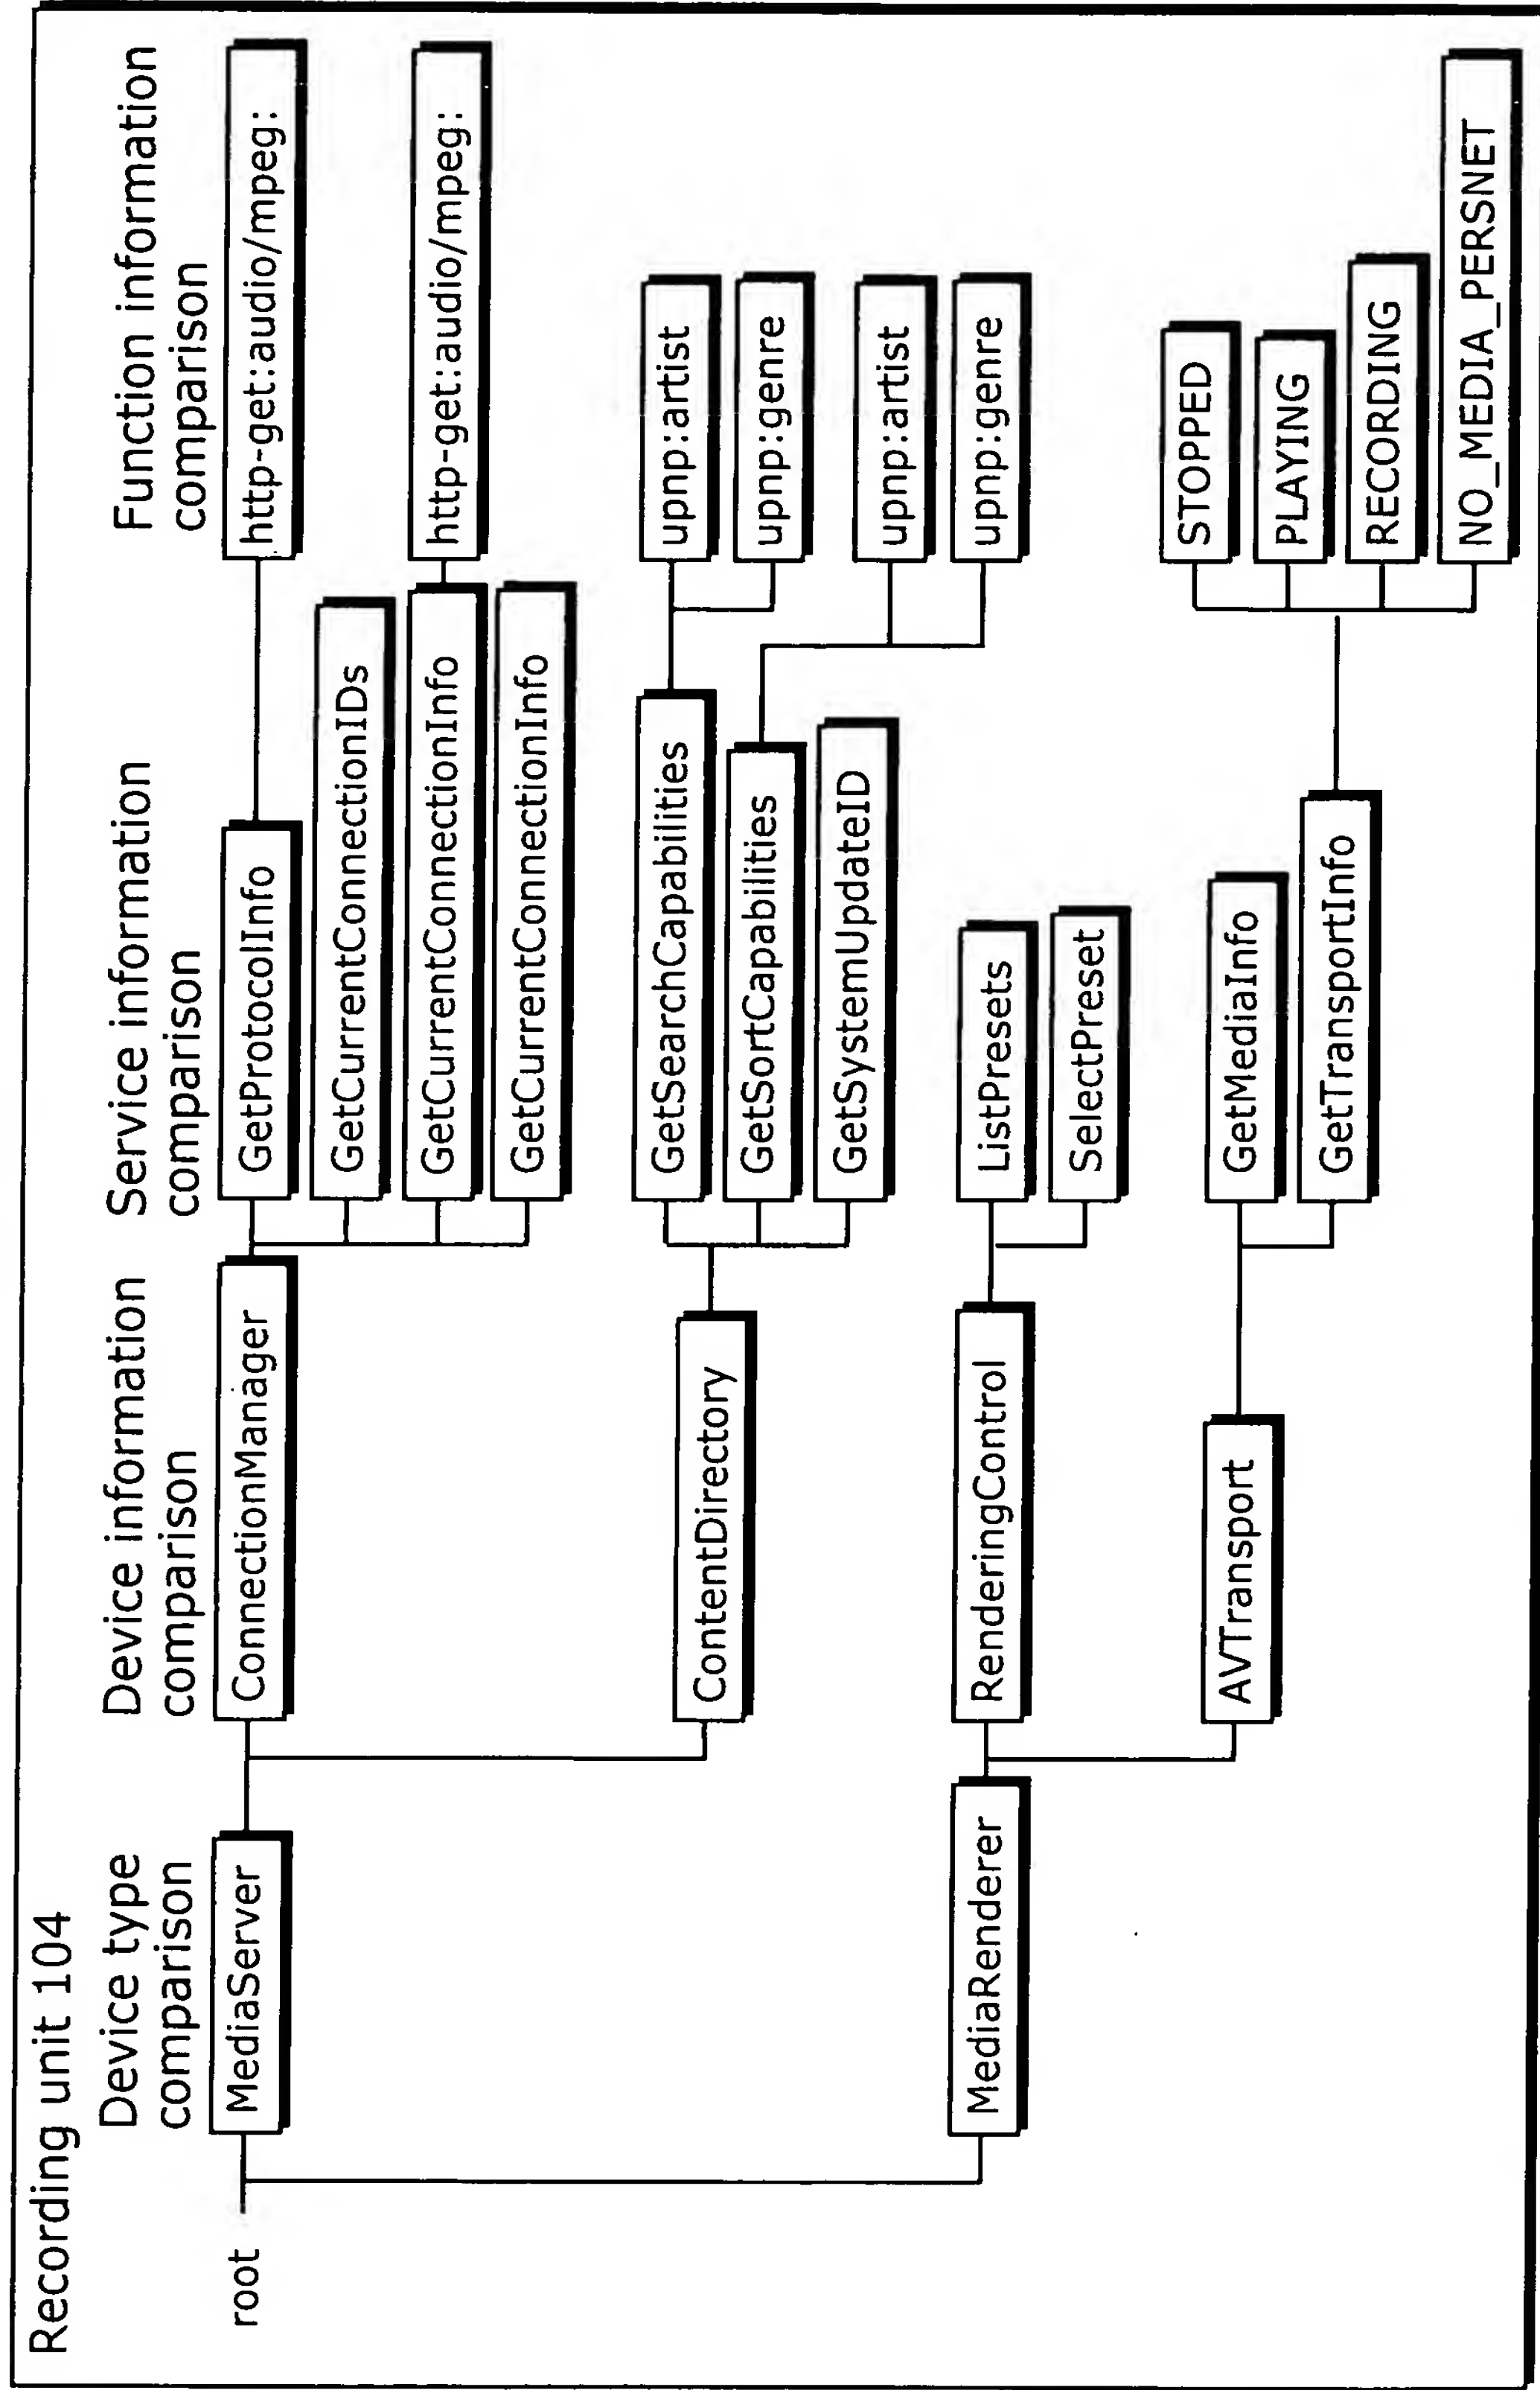 Recording unit 104
Device type
comparison
Device information
comparison
Service information
comparison
Function information
comparison
root
MediaServer
ConnectionManager
GetProtocolInfo
http-get:audio/mpeg:
GetCurrentConnectionIDs
GetCurrentConnectionInfo
http-get:audio/mpeg:
GetCurrentConnectionInfo
ContentDirectory
GetSearchCapabilities
upnp:artist
upnp:genre
GetSortCapabilities
upnp:artist
upnp:genre
GetSystemUpdateID
MediaRenderer
RenderingControl
ListPresets
SelectPreset
AVTransport
GetMediaInfo
GetTransportInfo
STOPPED
PLAYING
RECORDING
NO_MEDIA_PERSNET